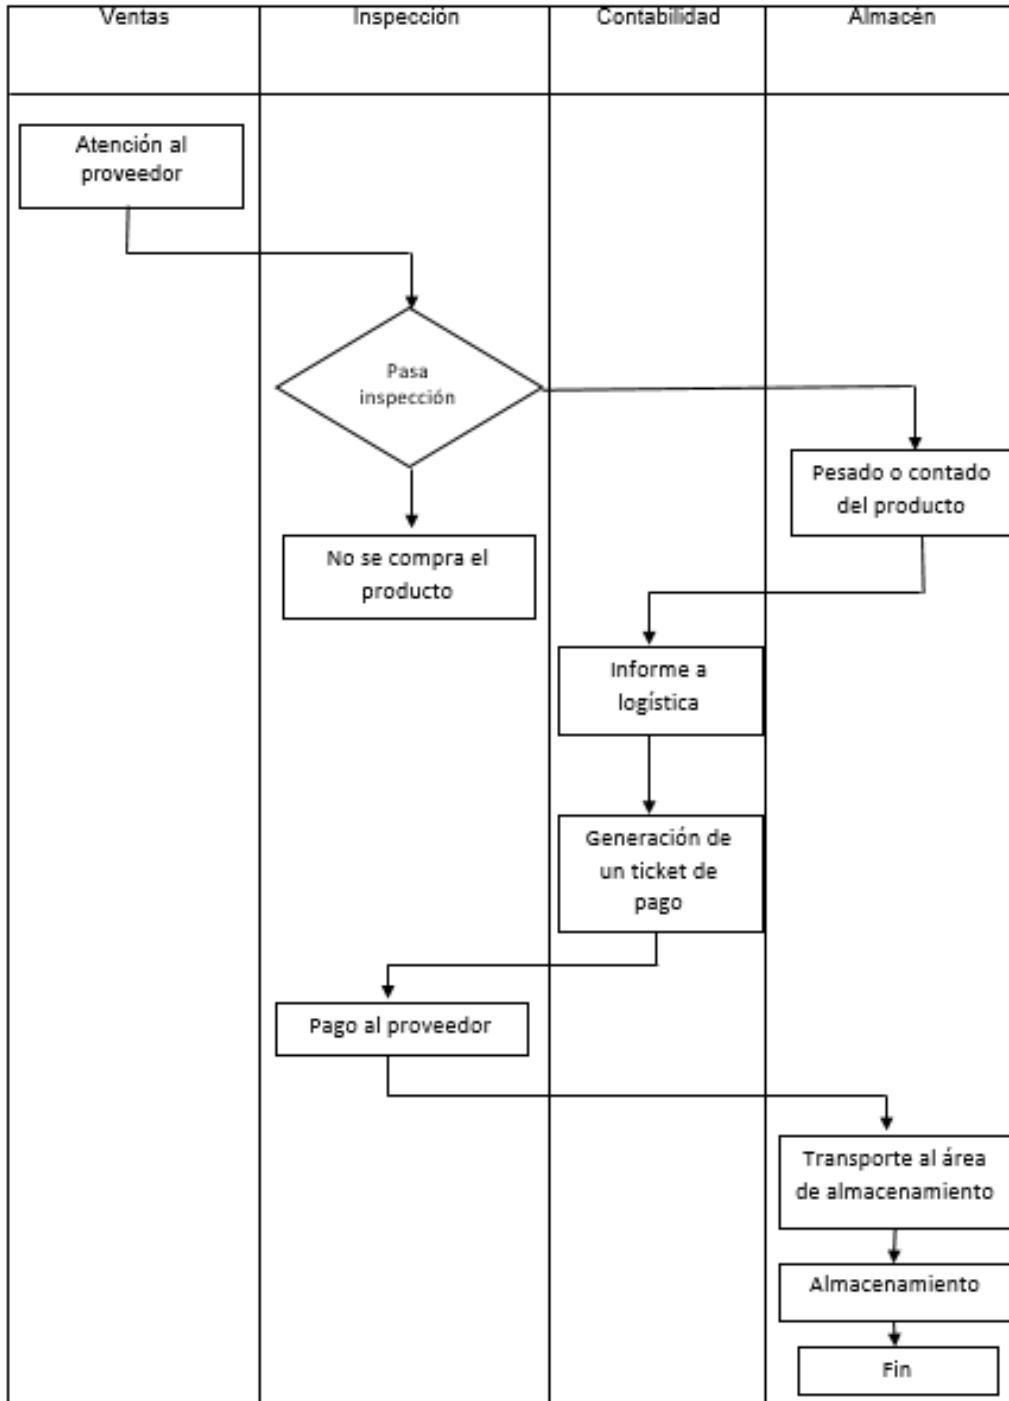 Ventas
Inspección
Contabilidad
Almacén
Atención al
proveedor
Pasa
inspección
Pesado o contado
del producto
No se compra el
producto
Informe a
logística
Generación de
un ticket de
pago
Pago al proveedor
Transporte al área
de almacenamiento
Almacenamiento
Fin